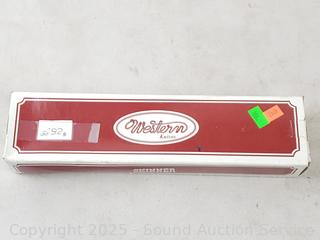 Western
Knives
SKINNER
Copyright 2025 - Sound Auction Service